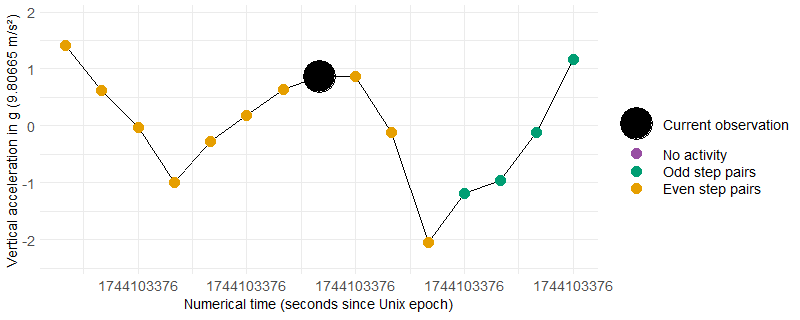 Vertical acceleration in g (9.80665 m/s²)
2
1
0
-1
-2
1744103376 1744103376 1744103376 1744103376 1744103376
Numerical time (seconds since Unix epoch)
Current observation
No activity
Odd step pairs
Even step pairs